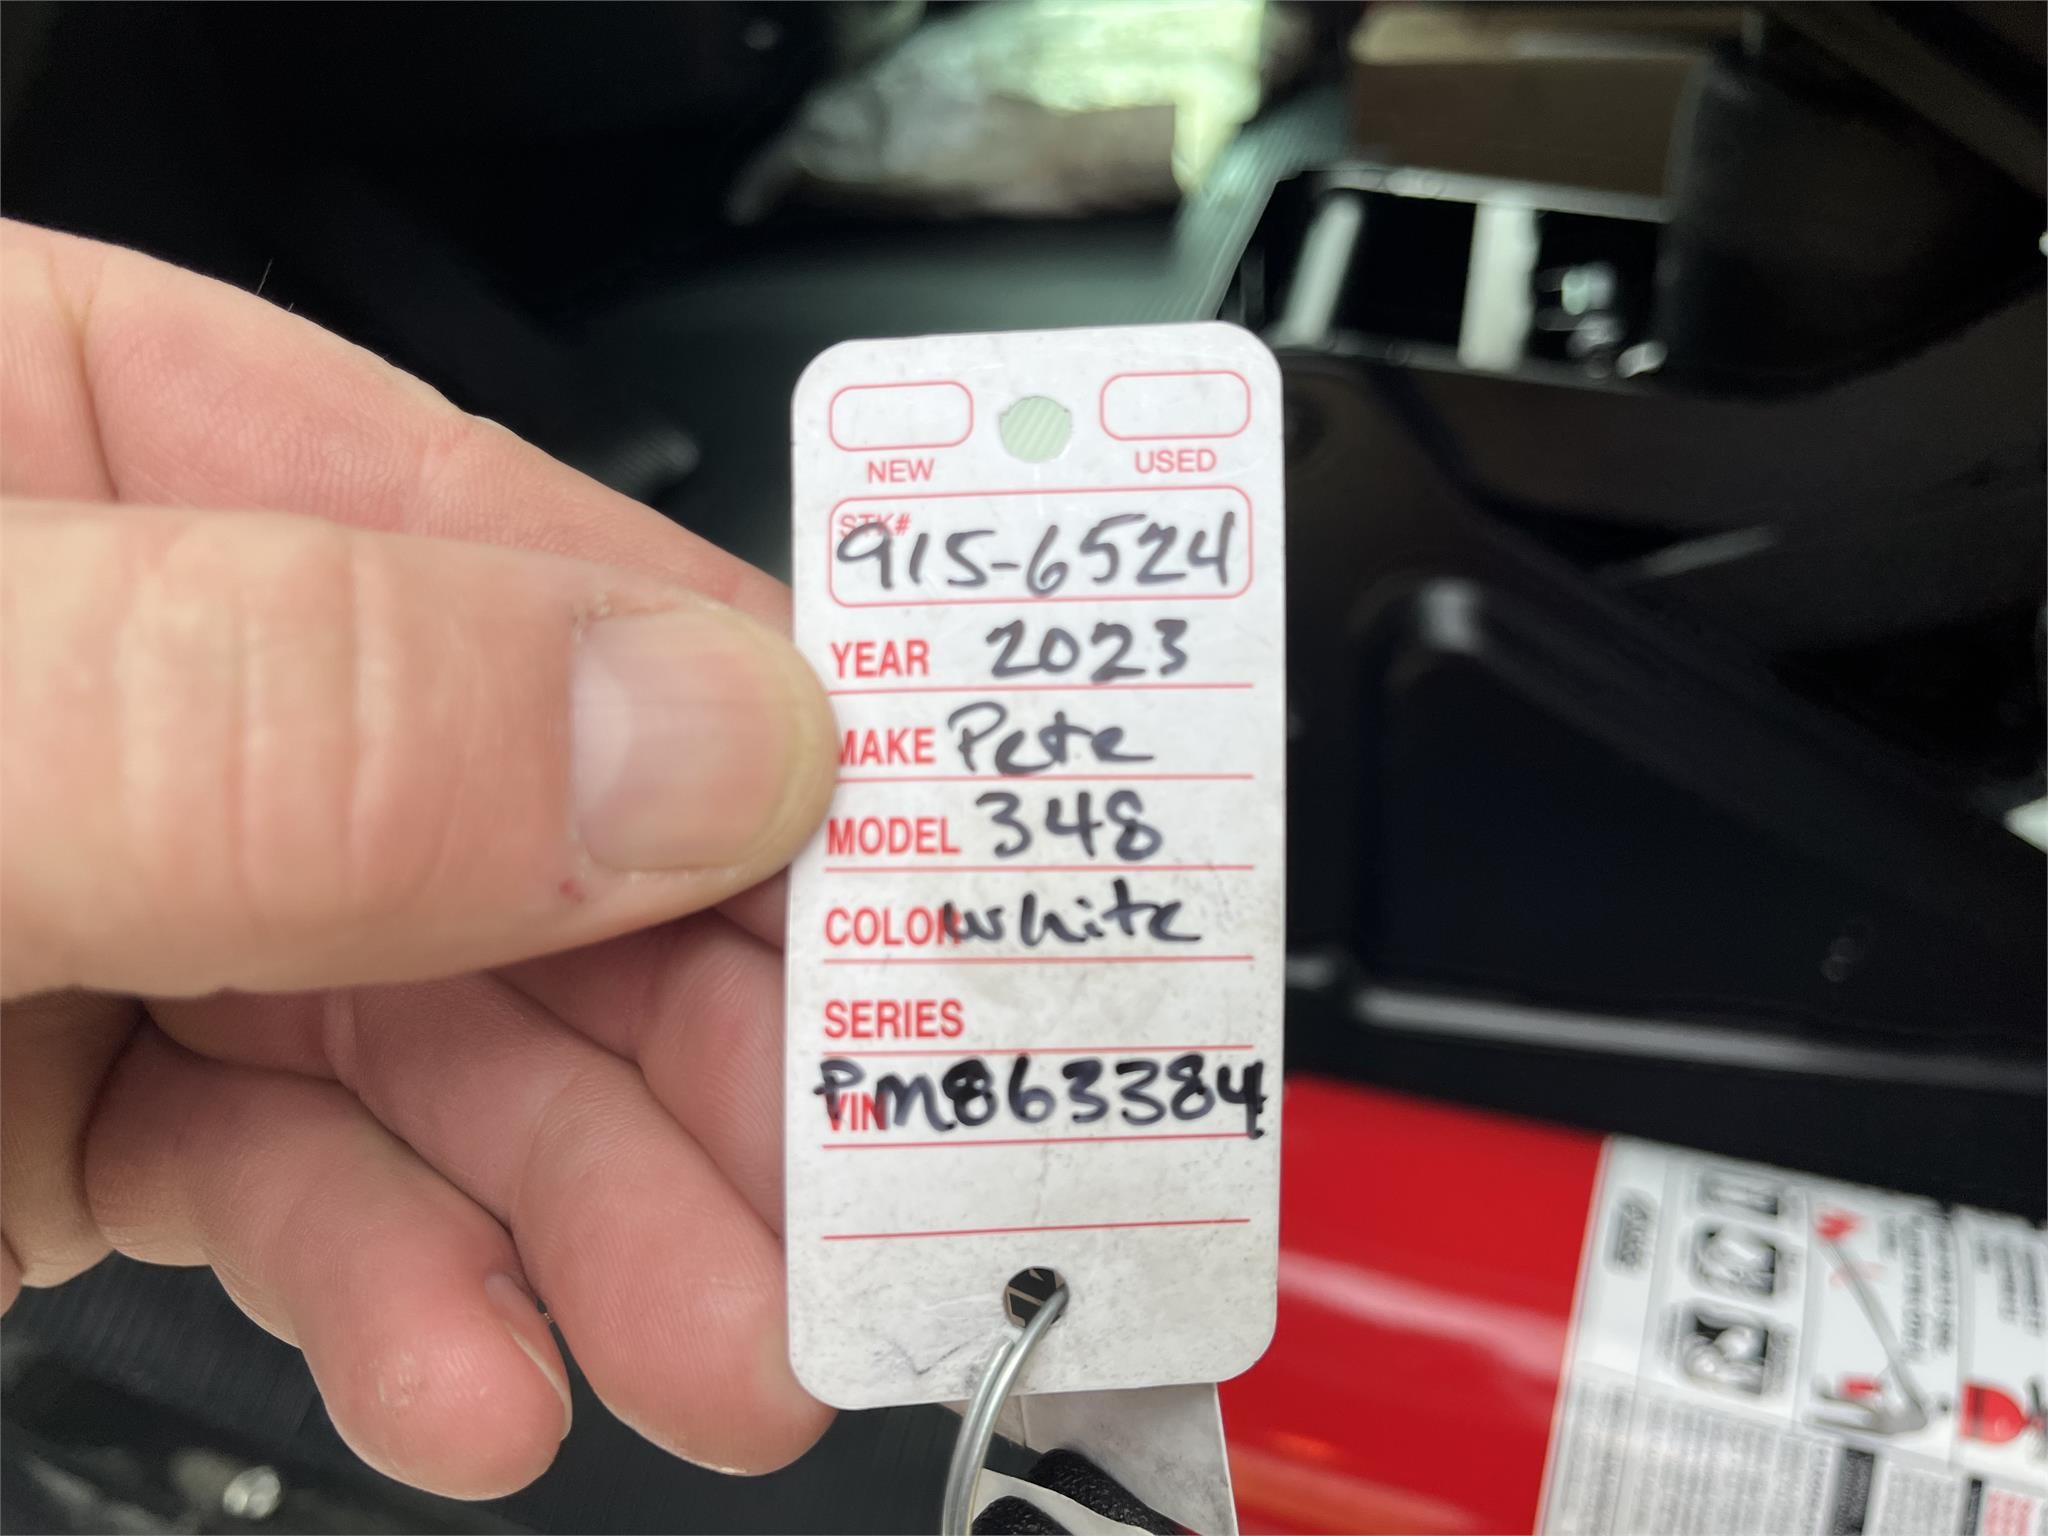 NEW USED
STK#
915-6524
YEAR 2023
MAKE Pete
MODEL 348
COLOR white
SERIES
VIN PM863384